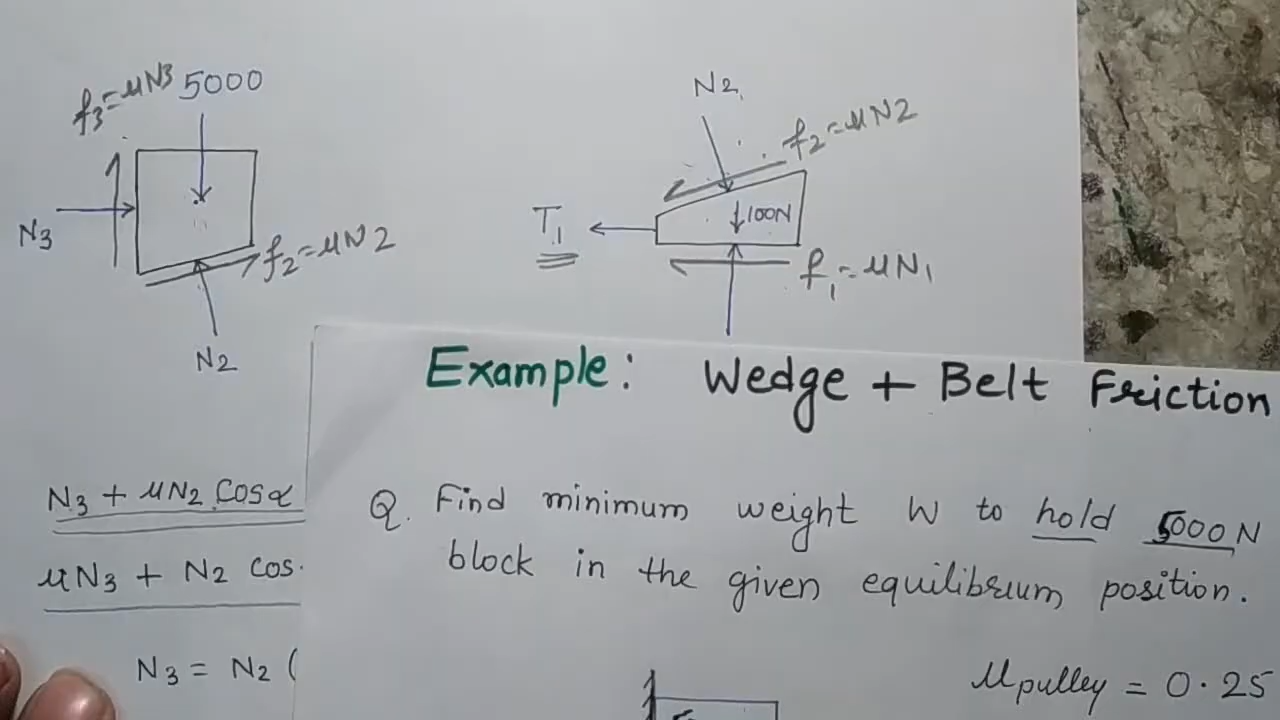 f3=μN3 5000
N3
f2=μN2
N2
N2
f2=μN2
T1
↓100N
f1=μN1
Example: Wedge + Belt Friction
N3 + μN2 Cosα
μN3 + N2 cos
N3 = N2 (
Q. Find minimum weight W to hold 5000N
block in the given equilibrium position.
μpulley = 0.25